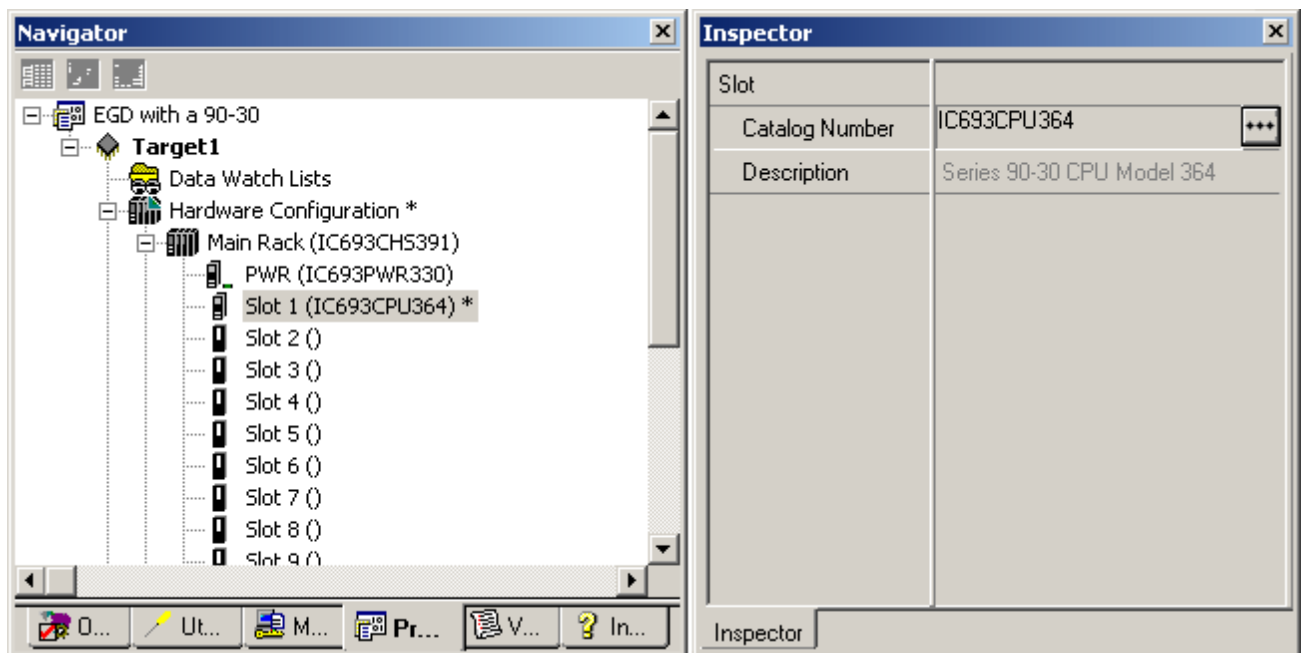 Navigator
EGD with a 90-30
Target1
Data Watch Lists
Hardware Configuration *
Main Rack (IC693CHS391)
PWR (IC693PWR330)
Slot 1 (IC693CPU364) *
Slot 2 ()
Slot 3 ()
Slot 4 ()
Slot 5 ()
Slot 6 ()
Slot 7 ()
Slot 8 ()
Slot 9 ()
O... Ut... M... Pr... V... In...
Inspector
Slot
Catalog Number IC693CPU364
Description Series 90-30 CPU Model 364
Inspector